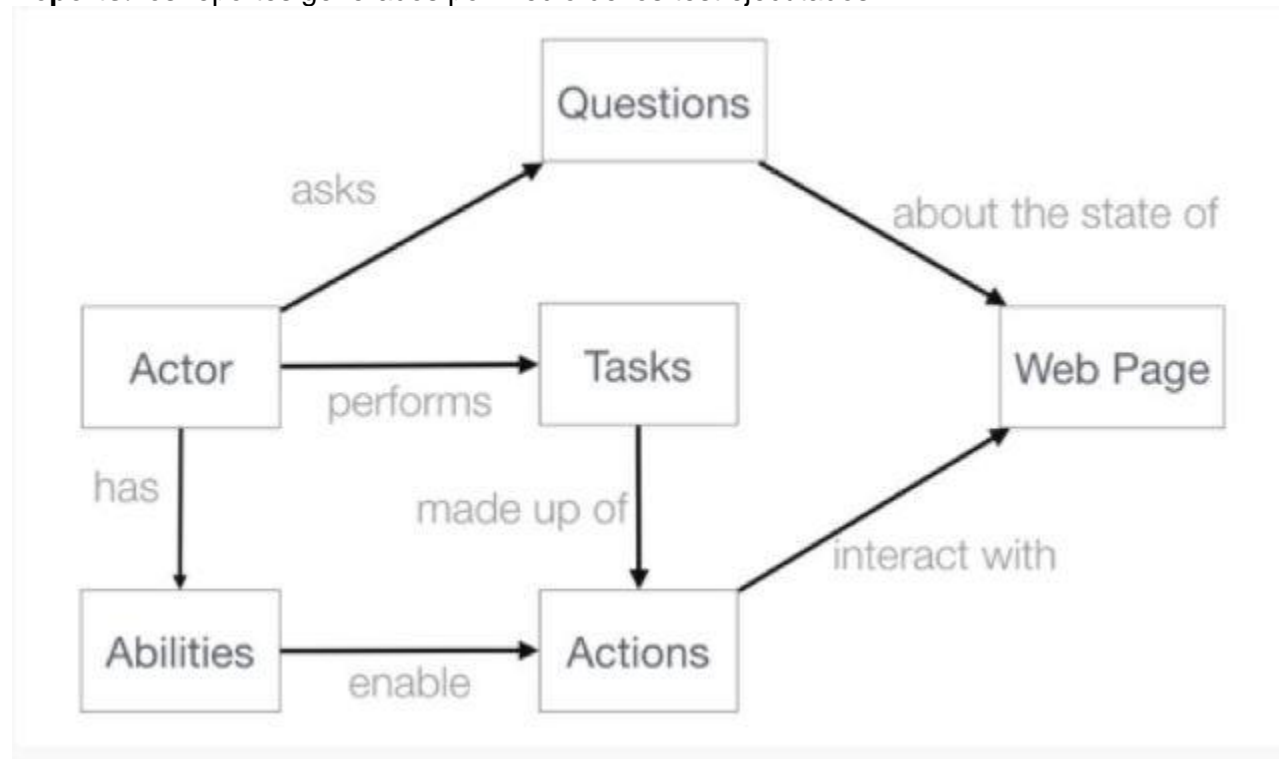 Questions
asks
about the state of
Actor
Tasks
Web Page
performs
has
made up of
interact with
Abilities
Actions
enable